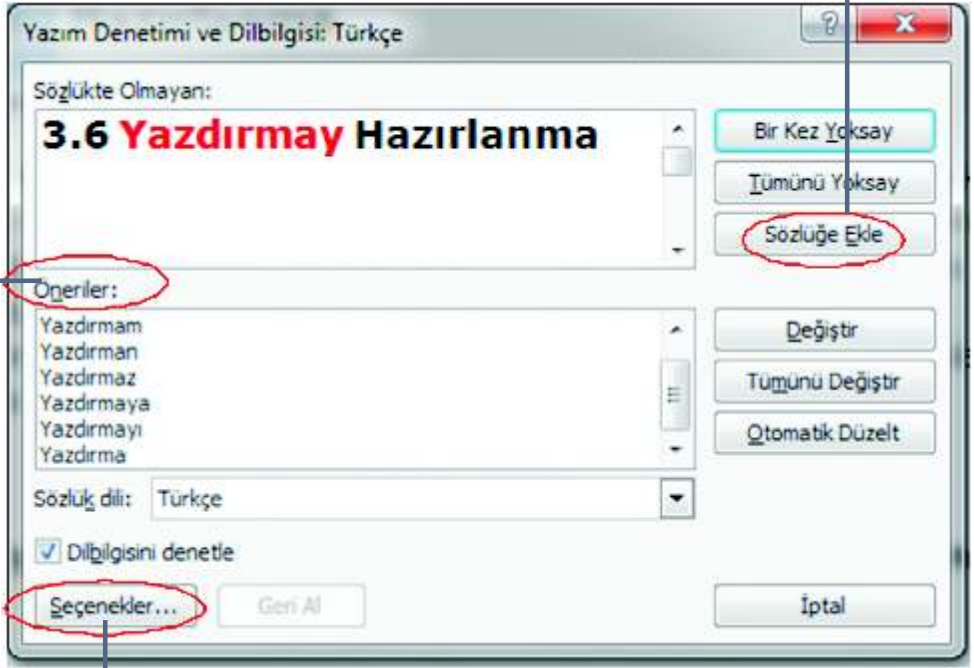 Yazım Denetimi ve Dilbilgisi: Türkçe
Sözlükte Olmayan:
3.6 Yazdırmay Hazırlanma
Bir Kez Yoksay
Tümünü Yoksay
Sözlüğe Ekle
Öneriler:
Yazdırmam
Yazdırman
Yazdırmaz
Yazdırmaya
Yazdırmayı
Yazdırma
Değiştir
Tümünü Değiştir
Otomatik Düzelt
Sözlük dili: Türkçe
Dilbilgisini denetle
Seçenekler...
Geri Al
İptal